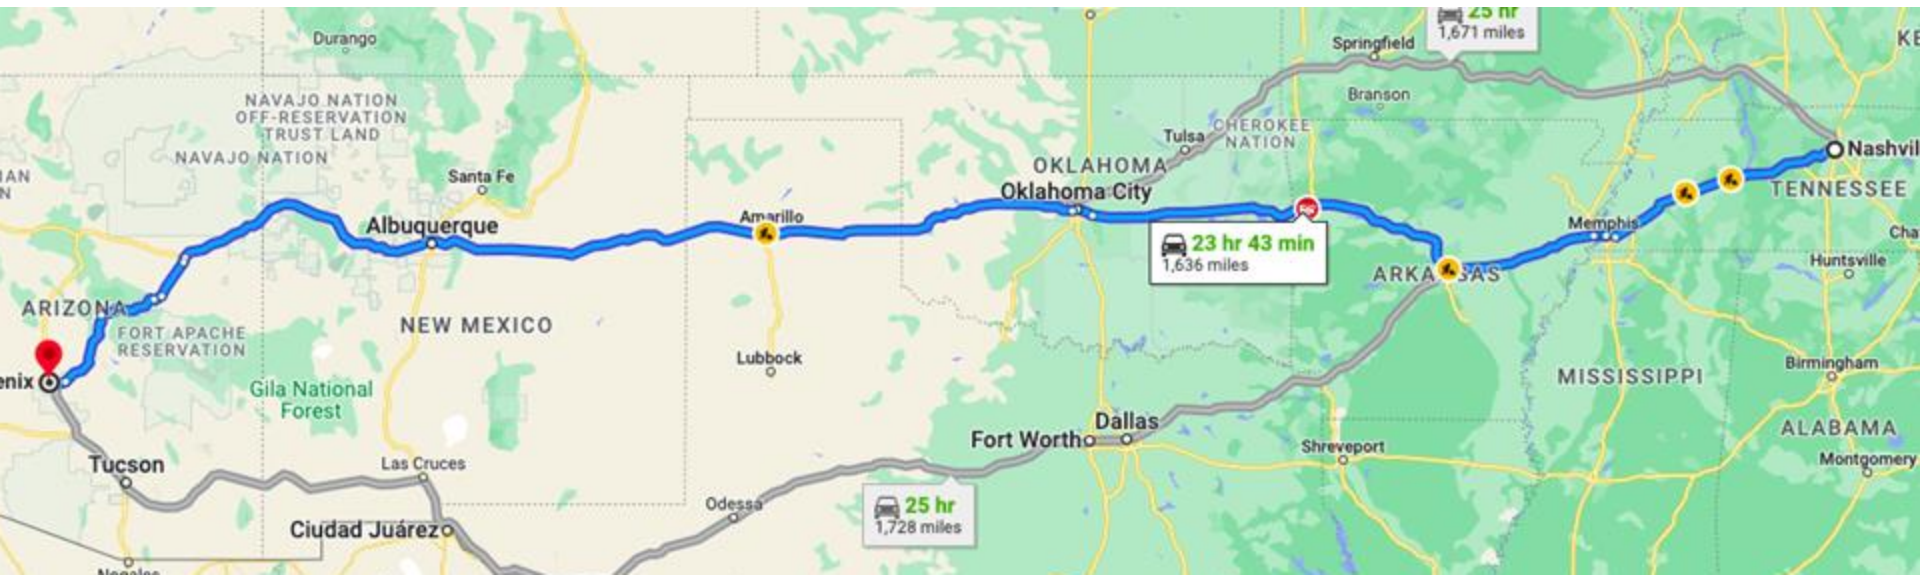 25 hr
1,671 miles
Springfield
Durango
KE
NAVAJO NATION
OFF-RESERVATION
TRUST LAND
Branson
NAVAJO NATION
Tulsa
CHEROKEE
NATION
Nashvil
IAN
N
Santa Fe
OKLAHOMA
Oklahoma City
TENNESSEE
Albuquerque
Amarillo
Memphis
Cha
23 hr 43 min
1,636 miles
Huntsville
ARKA SAS
ARIZONA
FORT APACHE
RESERVATION
NEW MEXICO
Lubbock
Birmingham
enix
Gila National
Forest
MISSISSIPPI
Dallas
Fort Worth
ALABAMA
Shreveport
Tucson
Las Cruces
Montgomery
Odessa
25 hr
1,728 miles
Ciudad Juárez
Nogales